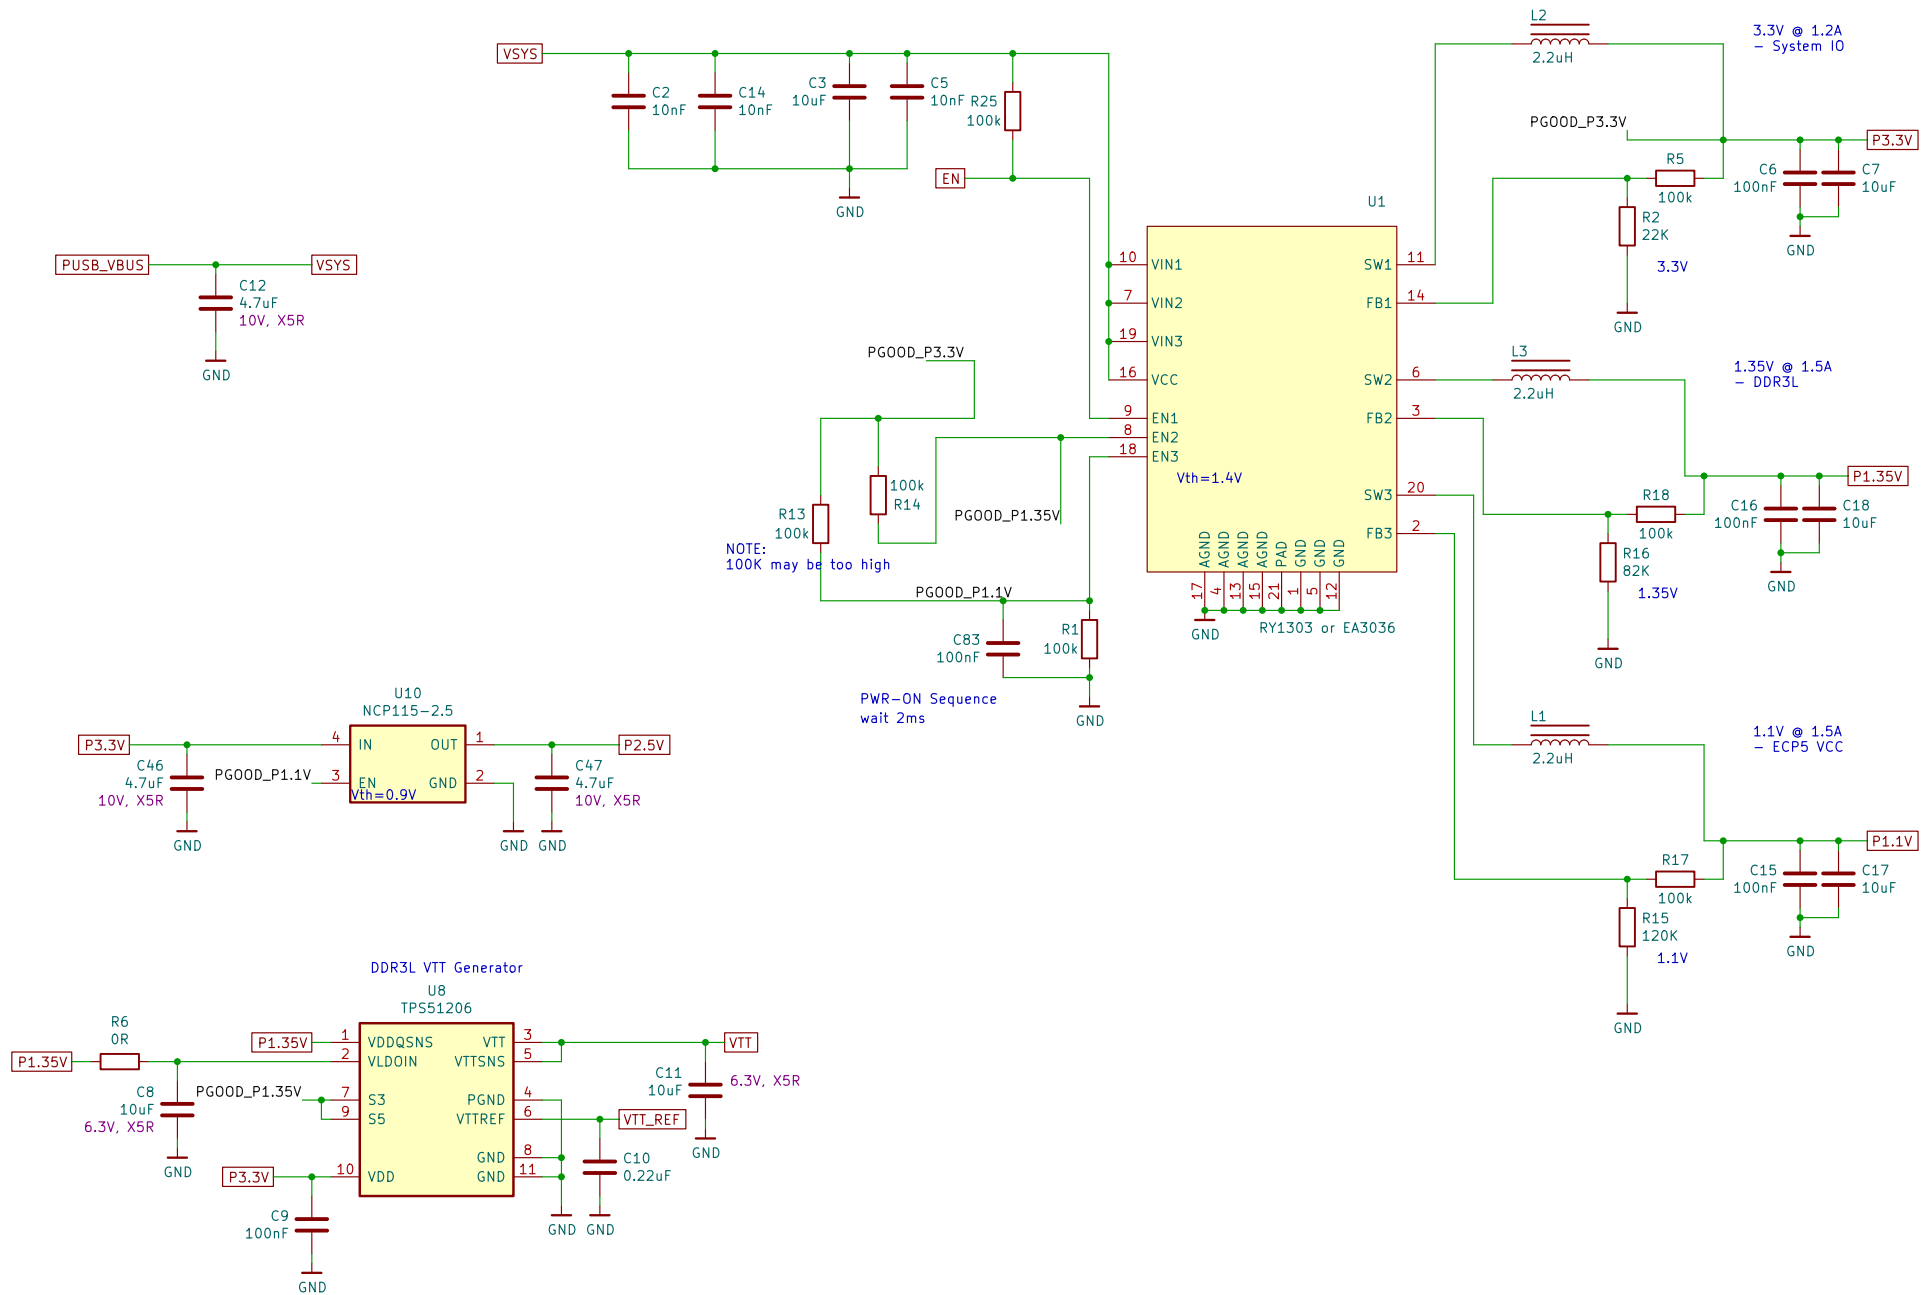 VSYS
C2
10nF
C14
10nF
C3
10uF
C5
10nF
R25
100k
EN
GND
L2
2.2uH
3.3V @ 1.2A
- System IO
PGOOD_P3.3V
P3.3V
R5
100k
C6
100nF
C7
10uF
R2
22K
3.3V
GND
GND
PUSB_VBUS
VSYS
C12
4.7uF
10V, X5R
GND
U1
10
VIN1
7
VIN2
19
VIN3
16
VCC
9
EN1
8
EN2
18
EN3
Vth=1.4V
SW1
11
FB1
14
SW2
6
FB2
3
SW3
20
FB3
2
AGND
AGND
AGND
AGND
PAD
GND
GND
GND
17
4
13
15
21
1
5
12
GND
RY1303 or EA3036
PGOOD_P3.3V
100k
R14
R13
100k
PGOOD_P1.35V
NOTE:
100K may be too high
PGOOD_P1.1V
C83
100nF
R1
100k
GND
PWR-ON Sequence
wait 2ms
L3
2.2uH
1.35V @ 1.5A
- DDR3L
P1.35V
R18
100k
C16
100nF
C18
10uF
R16
82K
1.35V
GND
GND
L1
2.2uH
1.1V @ 1.5A
- ECP5 VCC
P1.1V
R17
100k
C15
100nF
C17
10uF
R15
120K
1.1V
GND
GND
U10
NCP115-2.5
P3.3V
4
IN
OUT
1
P2.5V
C46
4.7uF
10V, X5R
PGOOD_P1.1V
3
EN
GND
2
Vth=0.9V
C47
4.7uF
10V, X5R
GND
GND
GND
DDR3L VTT Generator
U8
TPS51206
R6
0R
P1.35V
P1.35V
1
VDDQSNS
2
VLDOIN
7
S3
9
S5
10
VDD
VTT
3
VTTSNS
5
PGND
4
VTTREF
6
GND
8
GND
11
VTT
C11
10uF
6.3V, X5R
GND
VTT_REF
C10
0.22uF
GND
GND
C8
10uF
6.3V, X5R
GND
PGOOD_P1.35V
P3.3V
C9
100nF
GND